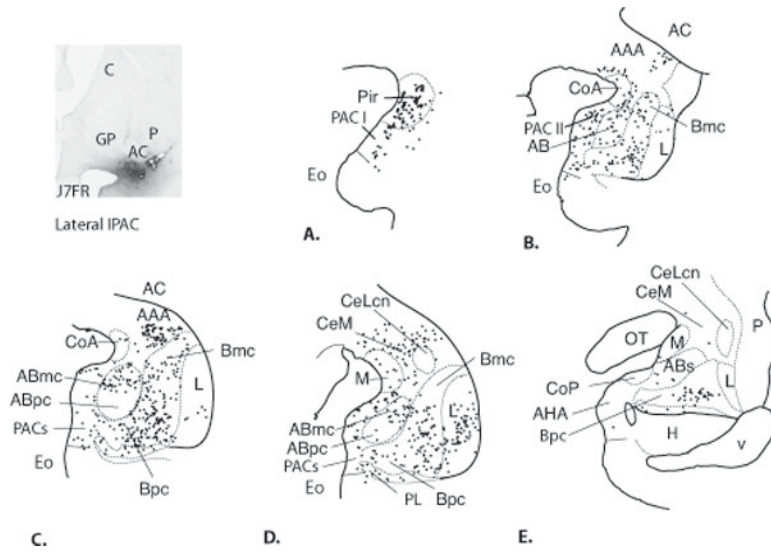 C
GP
P
AC
J7FR
Lateral IPAC
Pir
PAC I
Eo
A.
AC
AAA
CoA
PAC II
AB
Bmc
L
Eo
B.
AC
AAA
CoA
Bmc
ABmc
ABpc
L
PACs
Eo
Bpc
C.
CeLcn
CeM
Bmc
M
L
ABmc
ABpc
PACs
Eo
PL
Bpc
D.
CeLcn
CeM
P
OT
M
ABs
CoP
L
AHA
Bpc
H
v
E.